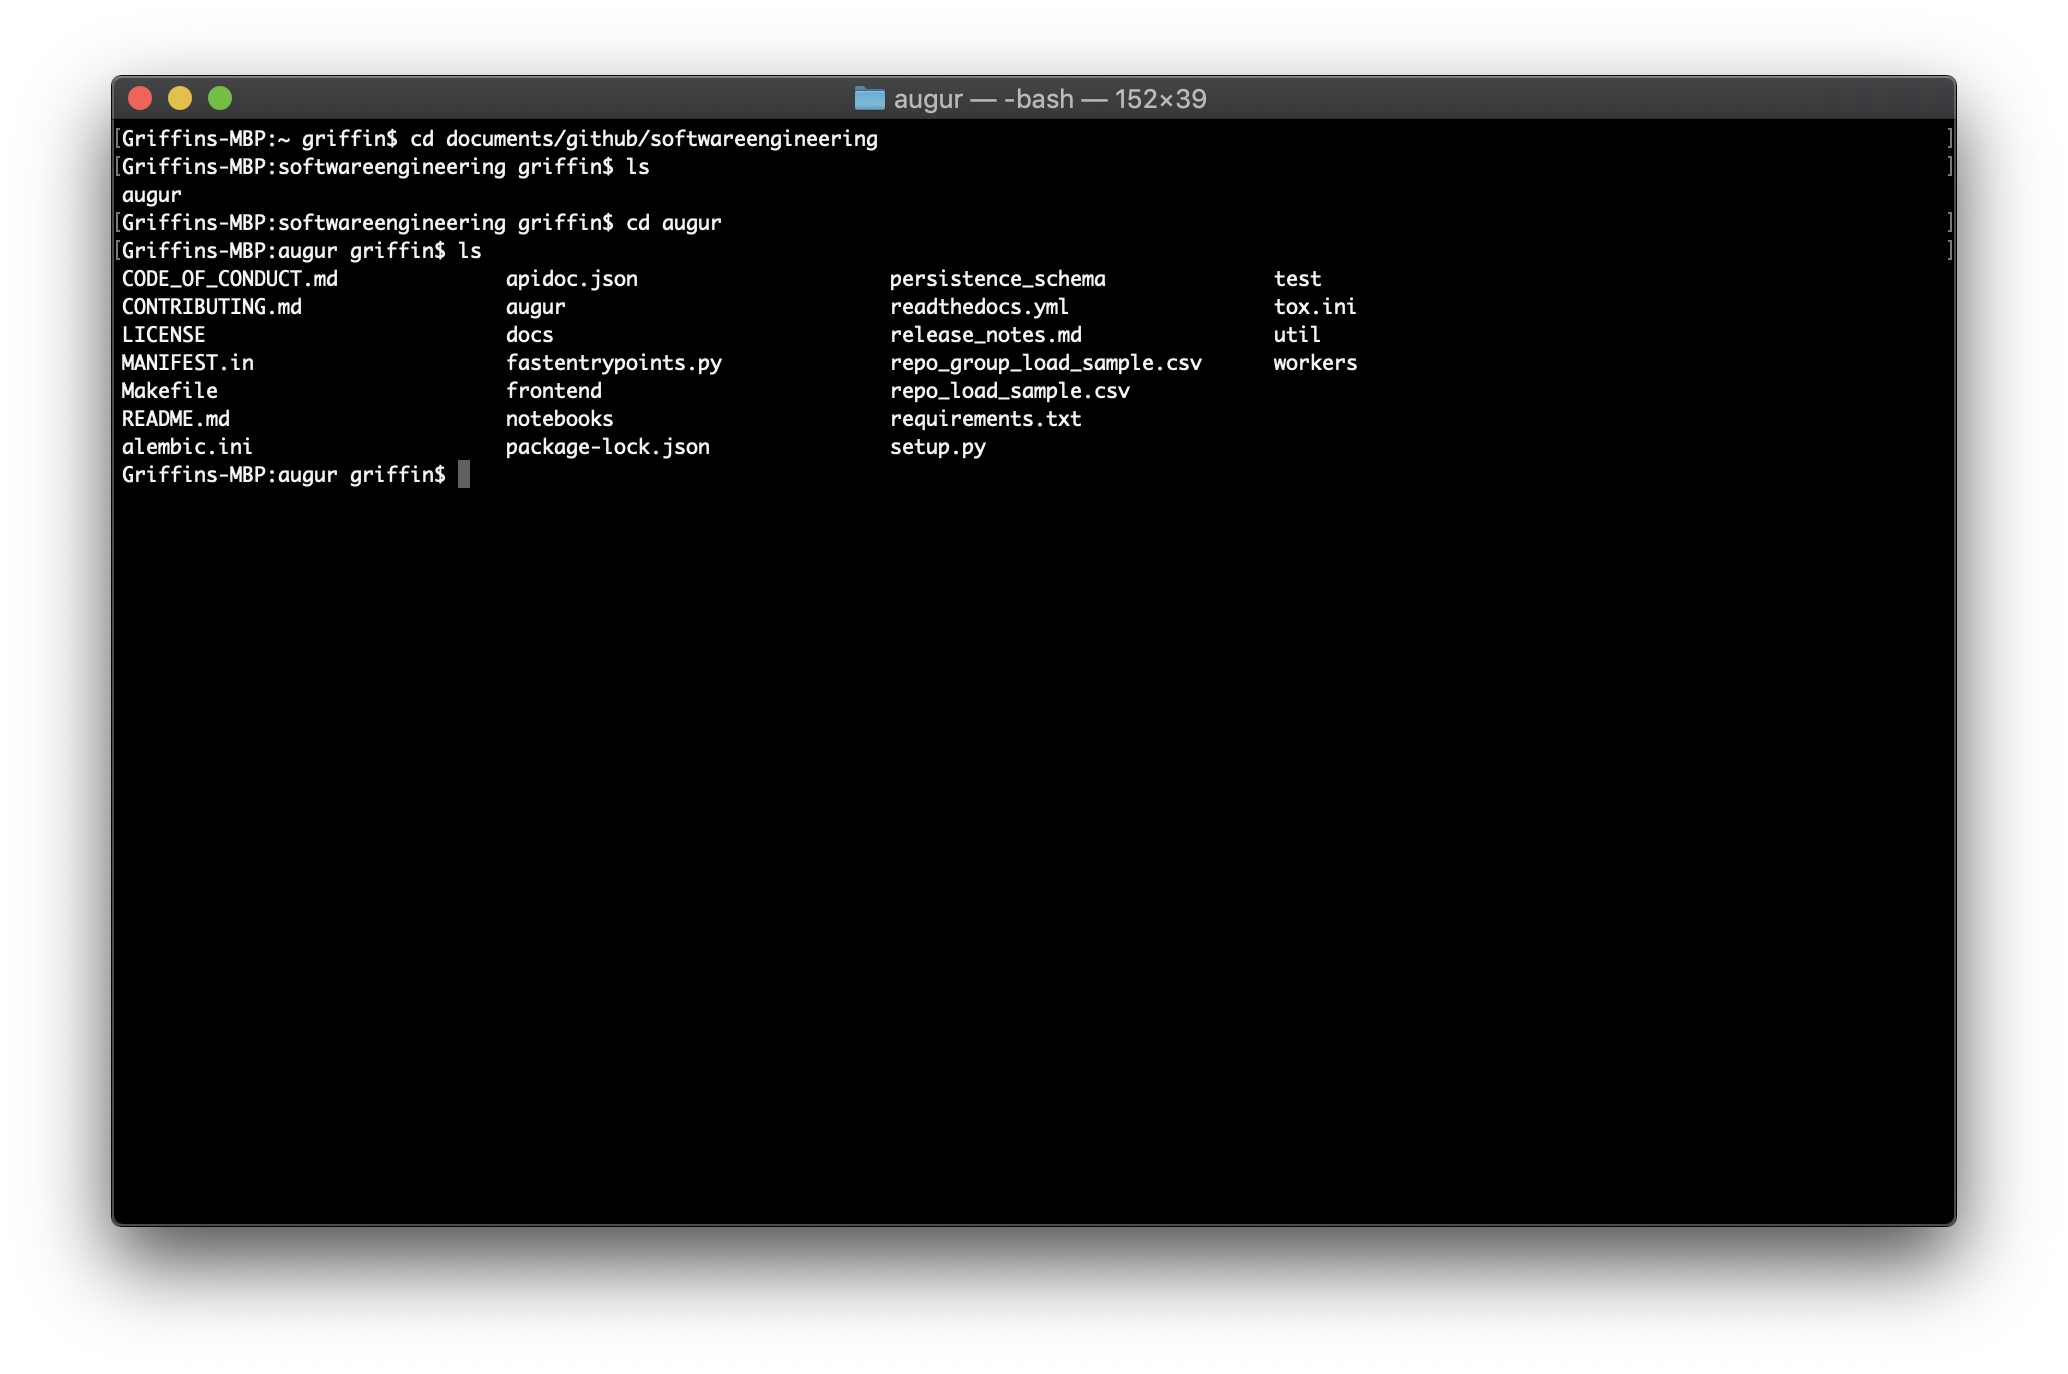 augur — -bash — 152×39
[Griffins-MBP:~ griffin$ cd documents/github/softwareengineering ]
[Griffins-MBP:softwareengineering griffin$ ls ]
augur
[Griffins-MBP:softwareengineering griffin$ cd augur ]
[Griffins-MBP:augur griffin$ ls ]
CODE_OF_CONDUCT.md apidoc.json persistence_schema test
CONTRIBUTING.md augur readthedocs.yml tox.ini
LICENSE docs release_notes.md util
MANIFEST.in fastentrypoints.py repo_group_load_sample.csv workers
Makefile frontend repo_load_sample.csv
README.md notebooks requirements.txt
alembic.ini package-lock.json setup.py
Griffins-MBP:augur griffin$